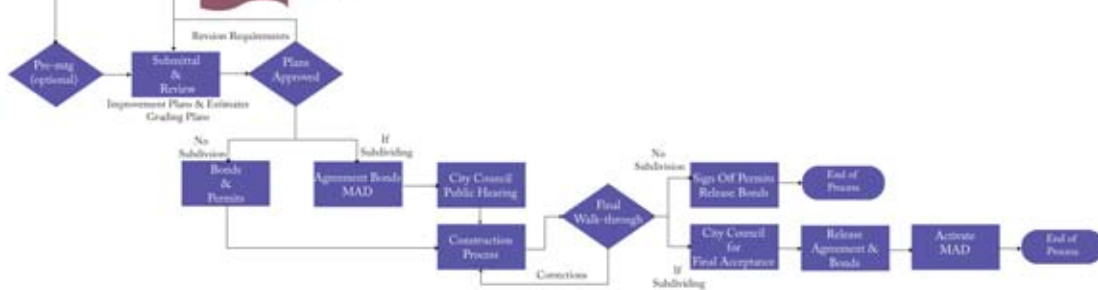 Revision Requirements
Pre-mtg
(optional)
Submittal
&
Review
Plans
Approved
Improvement Plans & Estimates
Grading Plans
No
Subdivision
If
Subdividing
Bonds
&
Permits
Agreement Bonds
MAD
City Council
Public Hearing
Construction
Process
Final
Walk-through
Corrections
No
Subdivision
If
Subdividing
Sign Off Permits
Release Bonds
End of
Process
City Council
for
Final Acceptance
Release
Agreement &
Bonds
Activate
MAD
End of
Process